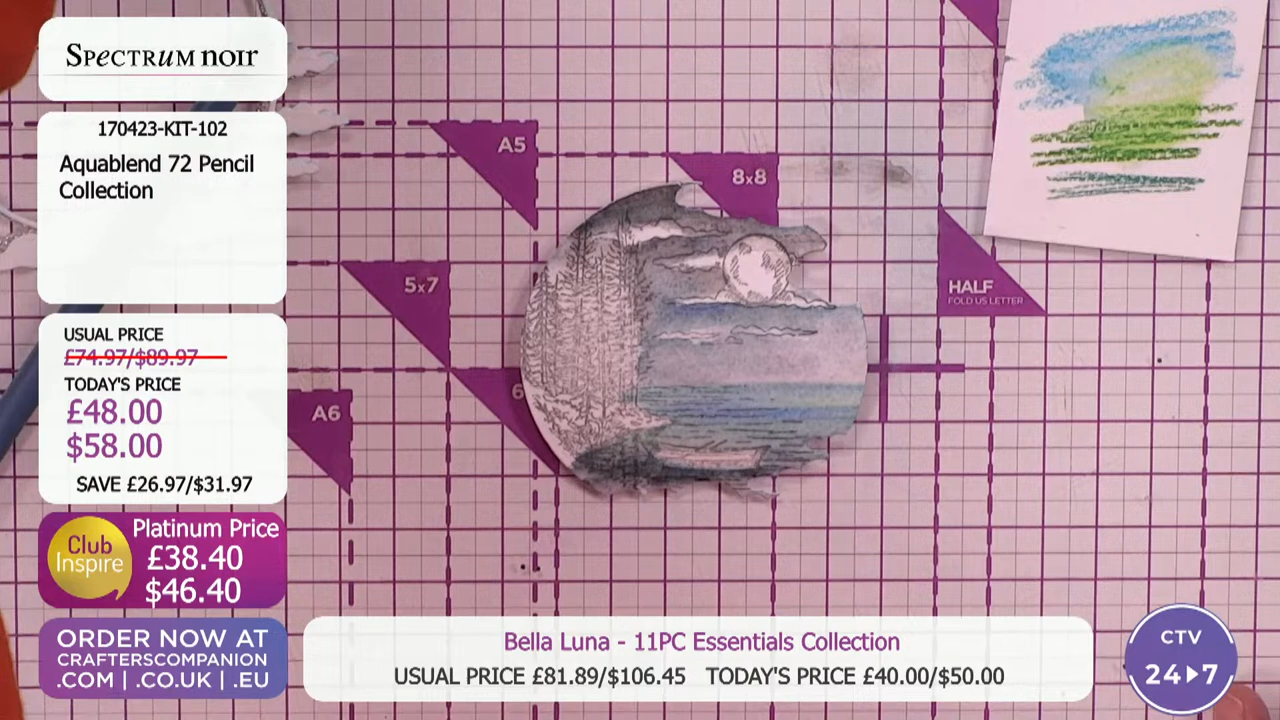 Spectrum noir
170423-KIT-102
Aquablend 72 Pencil
Collection
USUAL PRICE
£74.97/$89.97
TODAY'S PRICE
£48.00
$58.00
SAVE £26.97/$31.97
Club
Inspire
Platinum Price
£38.40
$46.40
ORDER NOW AT
CRAFTERSCOMPANION
.COM | .CO.UK | .EU
A5
8x8
5x7
HALF
FOLD US LETTER
6
A6
Bella Luna - 11PC Essentials Collection
USUAL PRICE £81.89/$106.45 TODAY'S PRICE £40.00/$50.00
CTV
24▶7